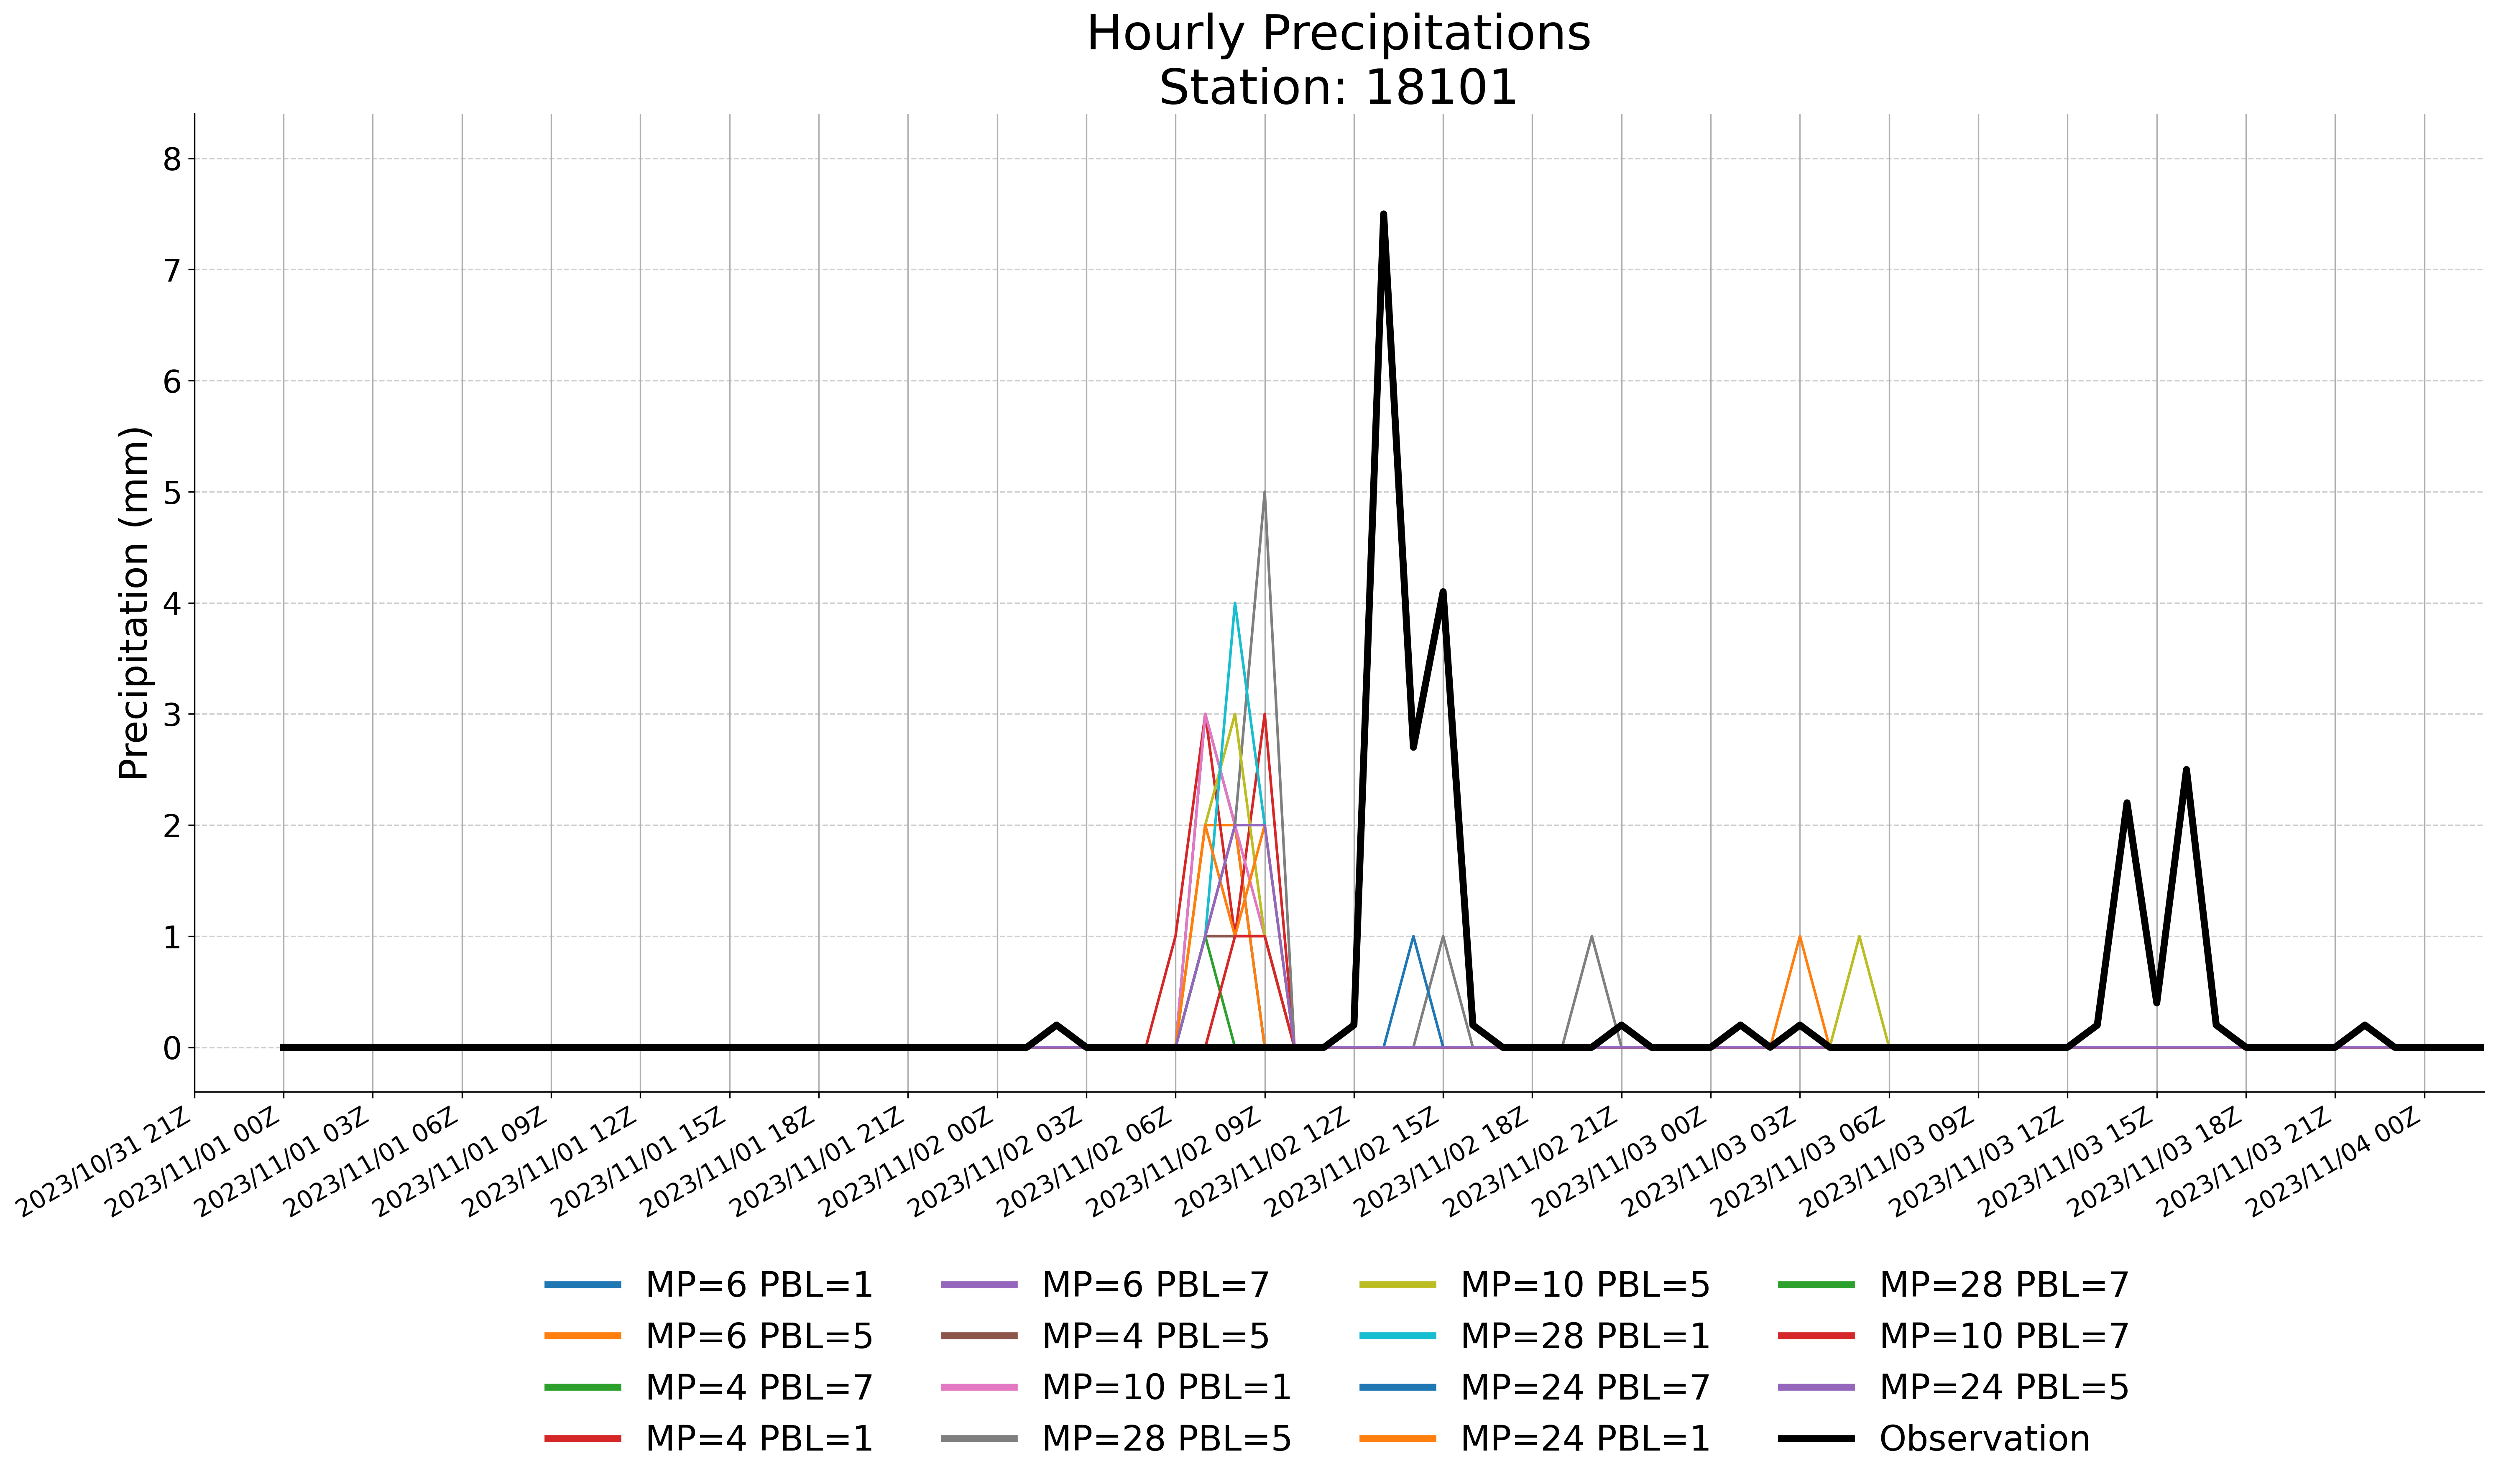 Hourly Precipitations
Station: 18101
Precipitation (mm)
8
7
6
5
4
3
2
1
0
2023/10/31 21Z
2023/11/01 00Z
2023/11/01 03Z
2023/11/01 06Z
2023/11/01 09Z
2023/11/01 12Z
2023/11/01 15Z
2023/11/01 18Z
2023/11/01 21Z
2023/11/02 00Z
2023/11/02 03Z
2023/11/02 06Z
2023/11/02 09Z
2023/11/02 12Z
2023/11/02 15Z
2023/11/02 18Z
2023/11/02 21Z
2023/11/03 00Z
2023/11/03 03Z
2023/11/03 06Z
2023/11/03 09Z
2023/11/03 12Z
2023/11/03 15Z
2023/11/03 18Z
2023/11/03 21Z
2023/11/04 00Z
MP=6 PBL=1
MP=6 PBL=5
MP=4 PBL=7
MP=4 PBL=1
MP=6 PBL=7
MP=4 PBL=5
MP=10 PBL=1
MP=28 PBL=5
MP=10 PBL=5
MP=28 PBL=1
MP=24 PBL=7
MP=24 PBL=1
MP=28 PBL=7
MP=10 PBL=7
MP=24 PBL=5
Observation